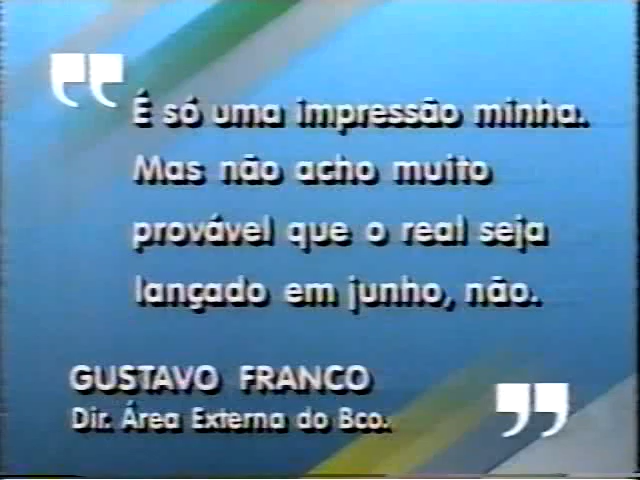 “ É só uma impressão minha.
Mas não acho muito
provável que o real seja
lançado em junho, não. ”
GUSTAVO FRANCO
Dir. Área Externa do Bco.